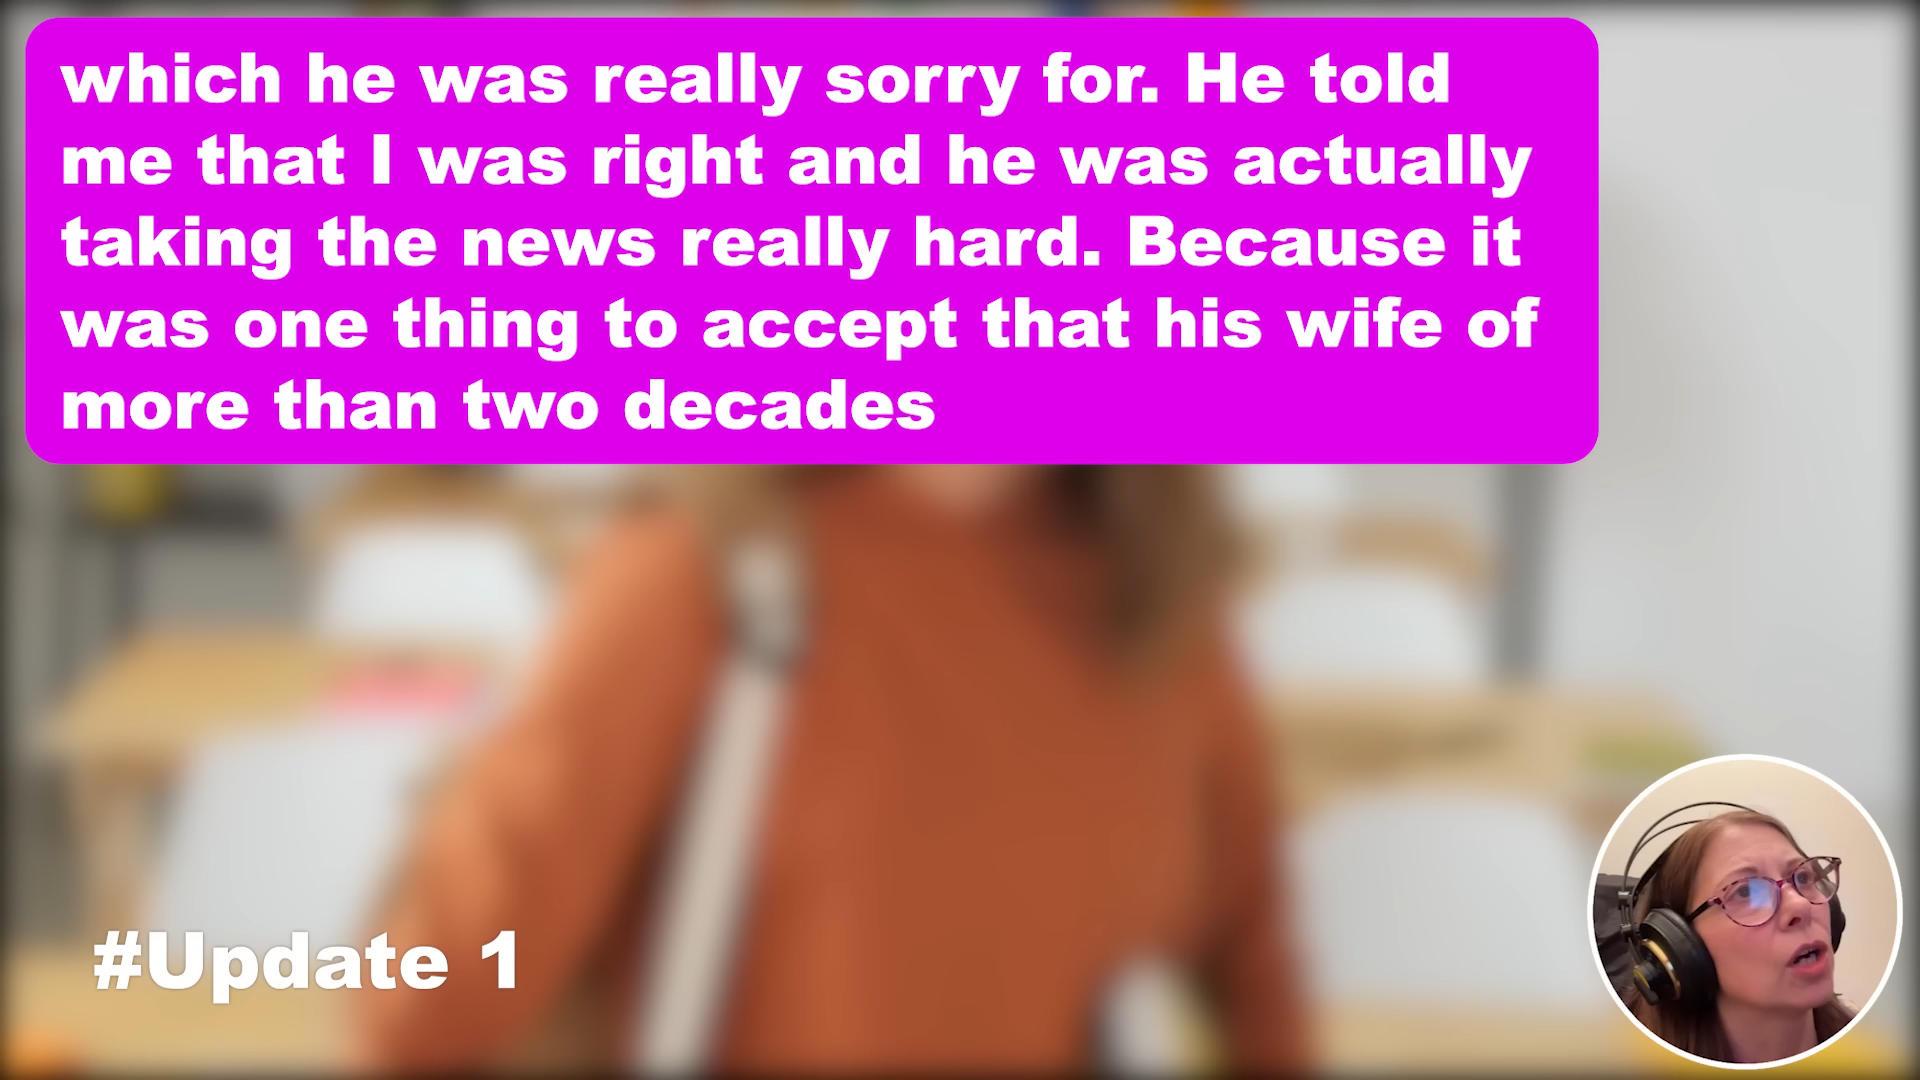 which he was really sorry for. He told
me that I was right and he was actually
taking the news really hard. Because it
was one thing to accept that his wife of
more than two decades
#Update 1